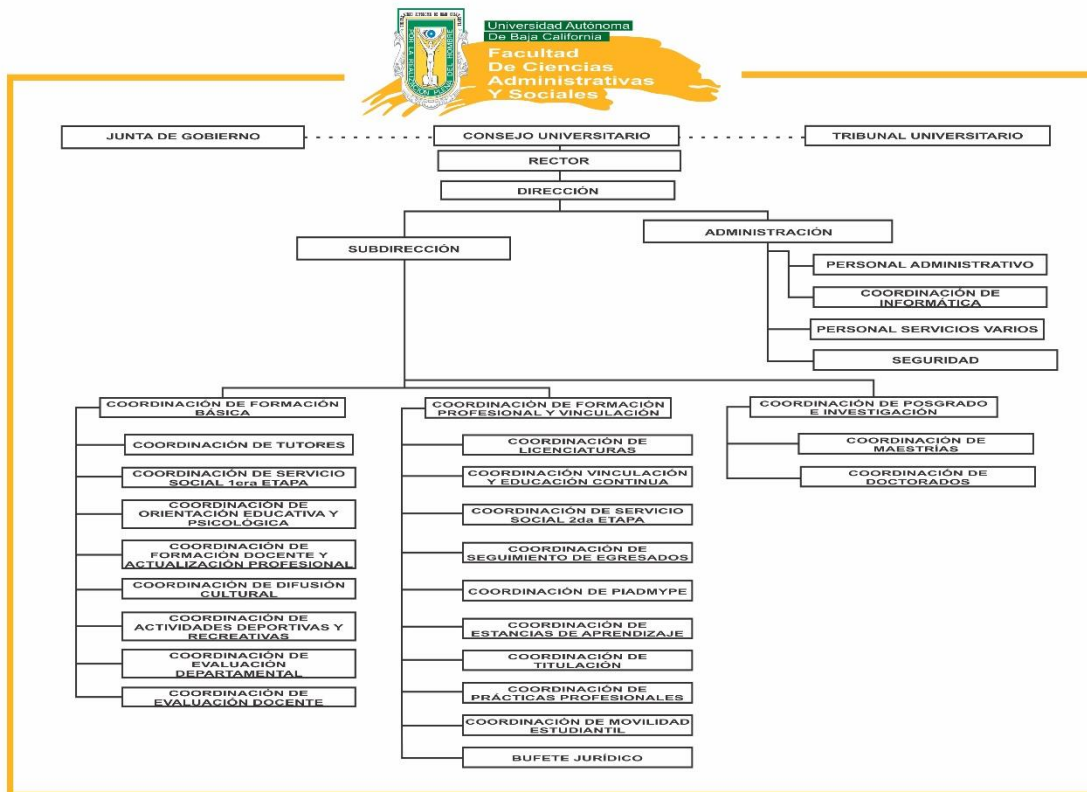 Universidad Autónoma
De Baja California
Facultad
De Ciencias
Administrativas
Y Sociales
POR LA REALIZACIÓN PLENA DEL HOMBRE
JUNTA DE GOBIERNO
CONSEJO UNIVERSITARIO
TRIBUNAL UNIVERSITARIO
RECTOR
DIRECCIÓN
SUBDIRECCIÓN
ADMINISTRACIÓN
PERSONAL ADMINISTRATIVO
COORDINACIÓN DE
INFORMÁTICA
PERSONAL SERVICIOS VARIOS
SEGURIDAD
COORDINACIÓN DE FORMACIÓN
BÁSICA
COORDINACIÓN DE TUTORES
COORDINACIÓN DE SERVICIO
SOCIAL 1era ETAPA
COORDINACIÓN DE
ORIENTACIÓN EDUCATIVA Y
PSICOLÓGICA
COORDINACIÓN DE
FORMACIÓN DOCENTE Y
ACTUALIZACIÓN PROFESIONAL
COORDINACIÓN DE DIFUSIÓN
CULTURAL
COORDINACIÓN DE
ACTIVIDADES DEPORTIVAS Y
RECREATIVAS
COORDINACIÓN DE
EVALUACIÓN
DEPARTAMENTAL
COORDINACIÓN DE
EVALUACIÓN DOCENTE
COORDINACIÓN DE FORMACIÓN
PROFESIONAL Y VINCULACIÓN
COORDINACIÓN DE
LICENCIATURAS
COORDINACIÓN VINCULACIÓN
Y EDUCACIÓN CONTINUA
COORDINACIÓN DE SERVICIO
SOCIAL 2da ETAPA
COORDINACIÓN DE
SEGUIMIENTO DE EGRESADOS
COORDINACIÓN DE PIADMYPE
COORDINACIÓN DE
ESTANCIAS DE APRENDIZAJE
COORDINACIÓN DE
TITULACIÓN
COORDINACIÓN DE
PRÁCTICAS PROFESIONALES
COORDINACIÓN DE MOVILIDAD
ESTUDIANTIL
BUFETE JURÍDICO
COORDINACIÓN DE POSGRADO
E INVESTIGACIÓN
COORDINACIÓN DE
MAESTRÍAS
COORDINACIÓN DE
DOCTORADOS